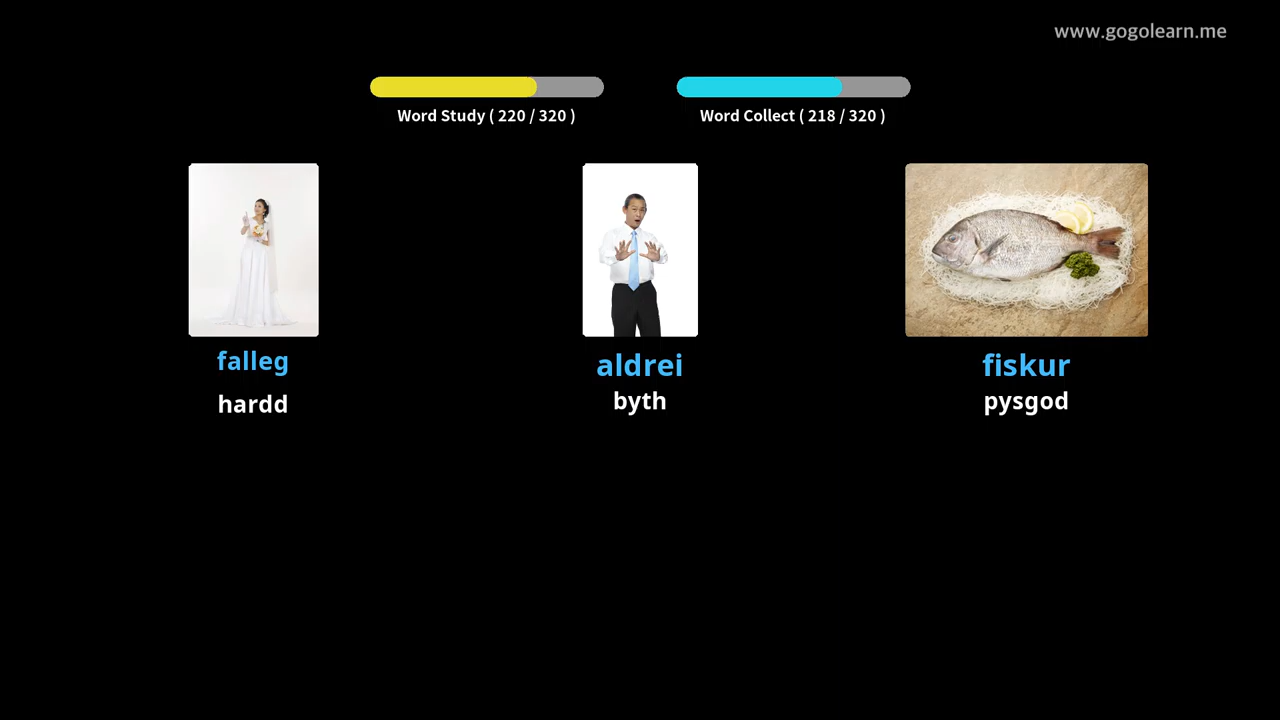 www.gogolearn.me
Word Study ( 220 / 320 )
Word Collect ( 218 / 320 )
falleg
hardd
aldrei
byth
fiskur
pysgod